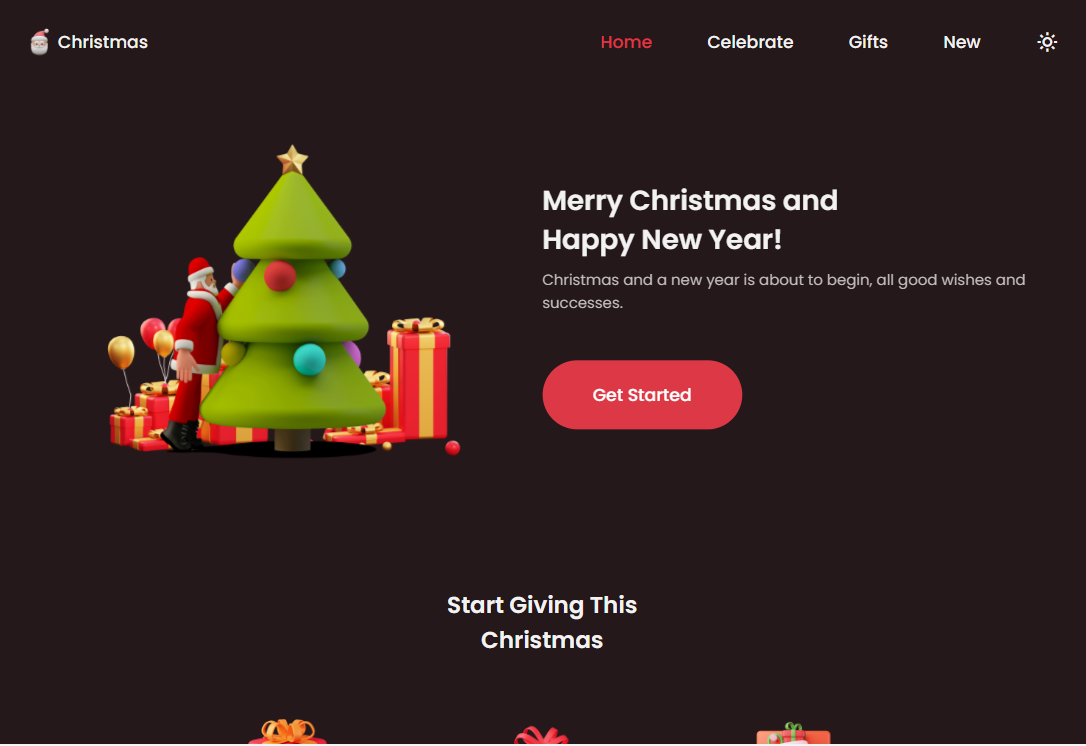 Christmas
Home
Celebrate
Gifts
New
Merry Christmas and
Happy New Year!
Christmas and a new year is about to begin, all good wishes and
successes.
Get Started
Start Giving This
Christmas